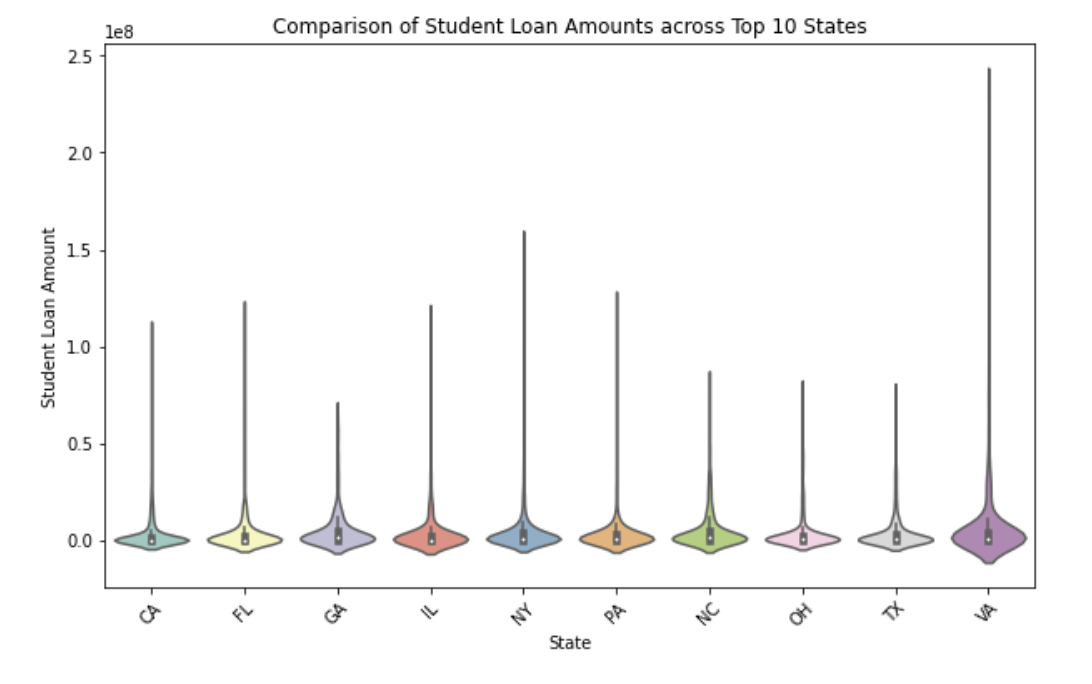 Comparison of Student Loan Amounts across Top 10 States
1e8
2.5
2.0
1.5
1.0
0.5
0.0
Student Loan Amount
CA FL GA IL NY PA NC OH TX VA
State